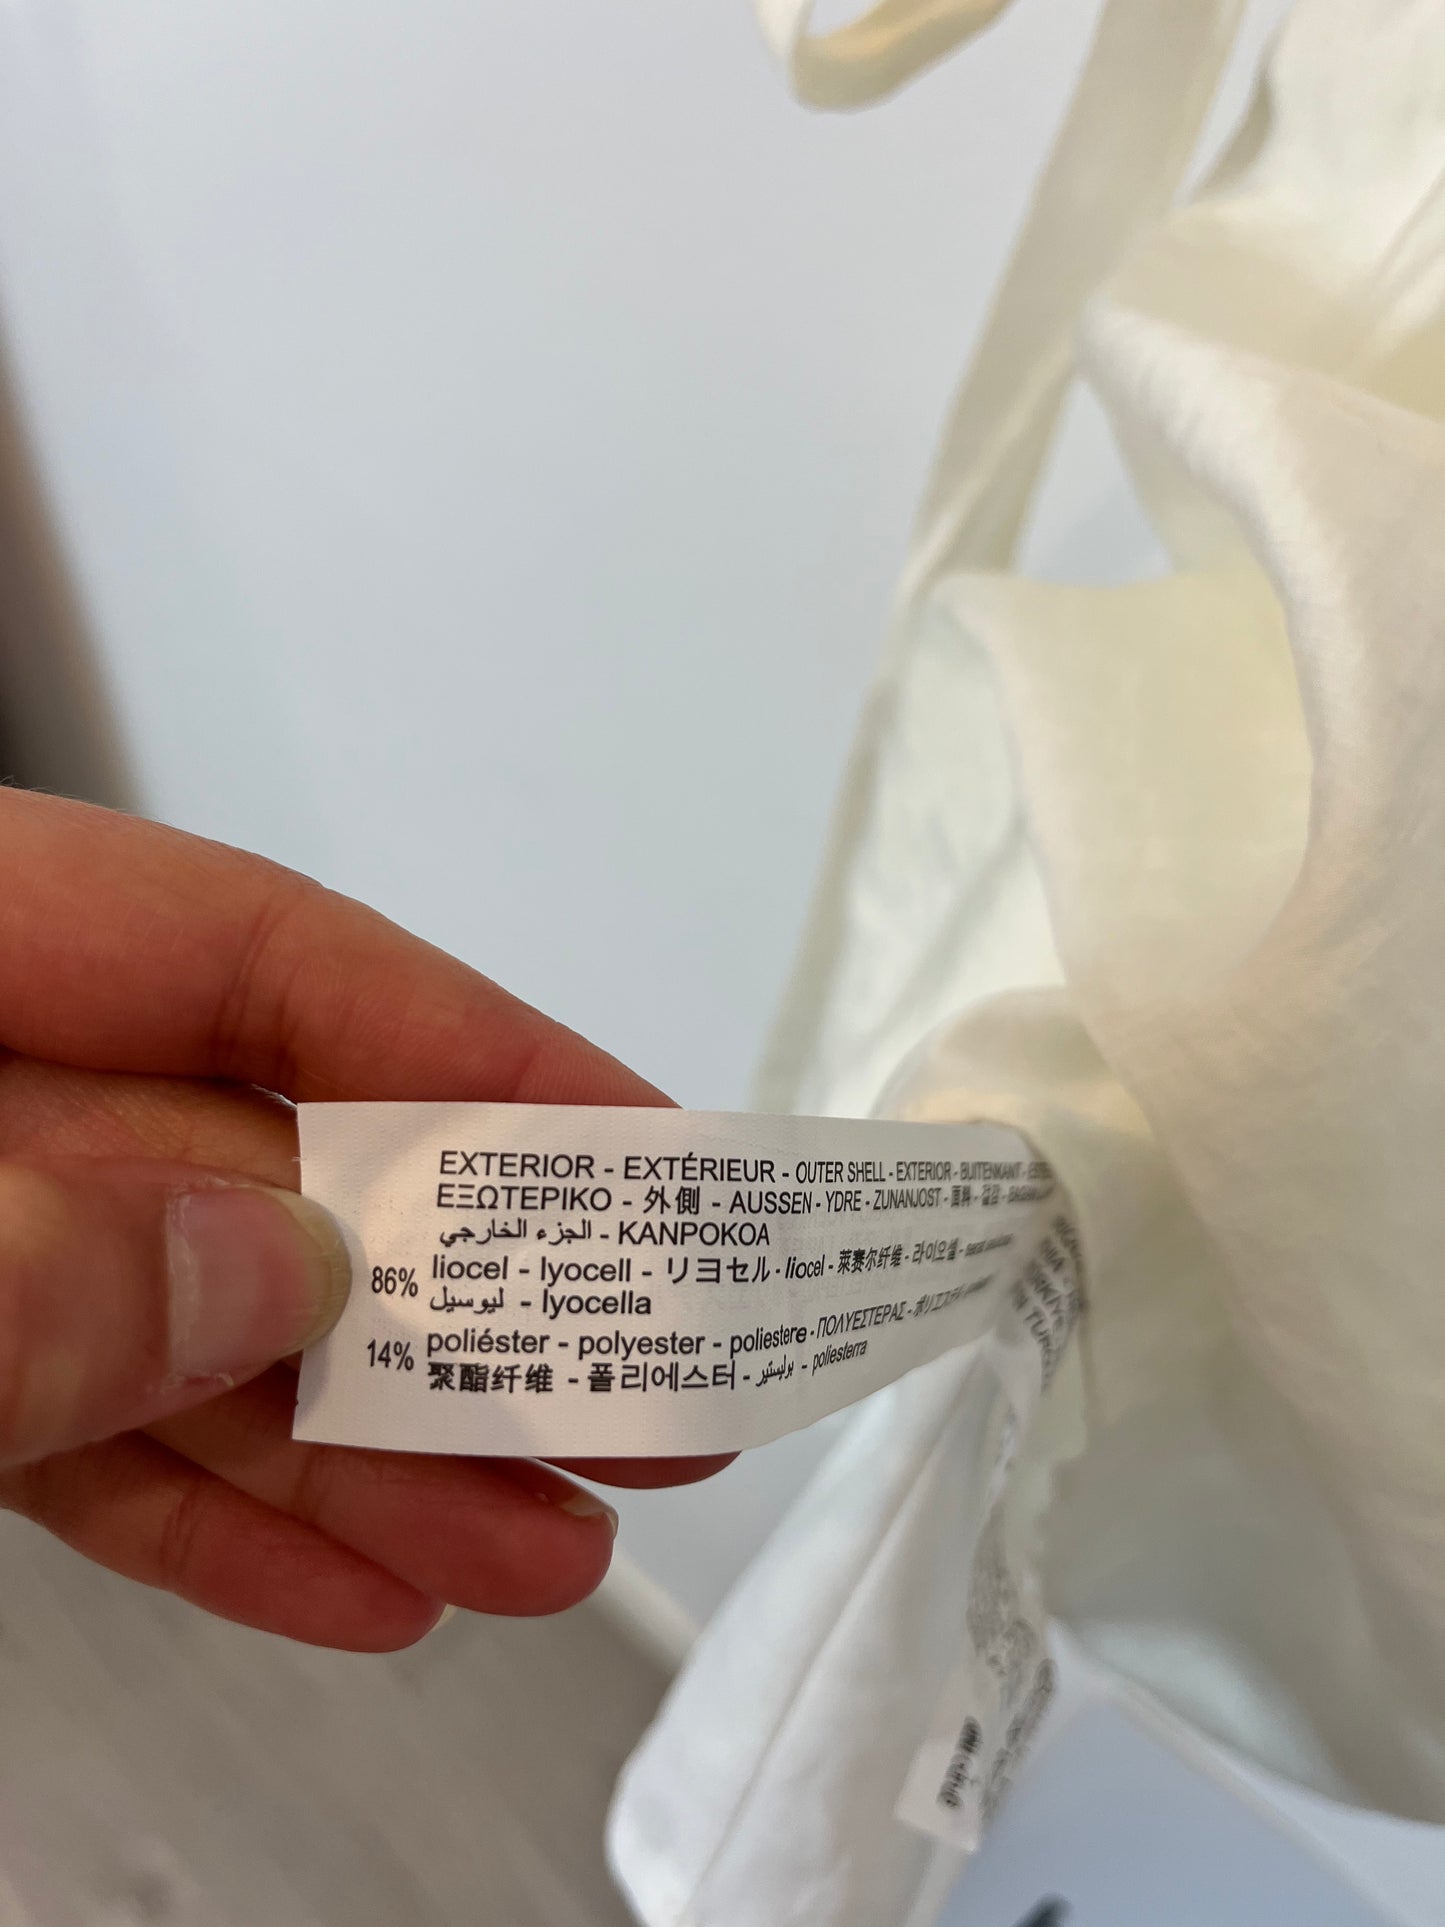 EXTERIOR - EXTÉRIEUR - OUTER SHELL - EXTERIOR - BUITENKANT -
ΕΞΩΤΕΡΙΚΟ - 外側 - AUSSEN - YDRE - ZUNANJOST - 面料 - 겉감 -
الجزء الخارجي - KANPOKOA
86% liocel - lyocell - リヨセル - liocel - 莱赛尔纤维 - 라이오셀 -
ليوسيل - lyocella
14% poliéster - polyester - poliestere - ΠΟΛΥΕΣΤΕΡΑΣ - ポリエステル -
聚酯纤维 - 폴리에스터 - بوليستير - poliesterra